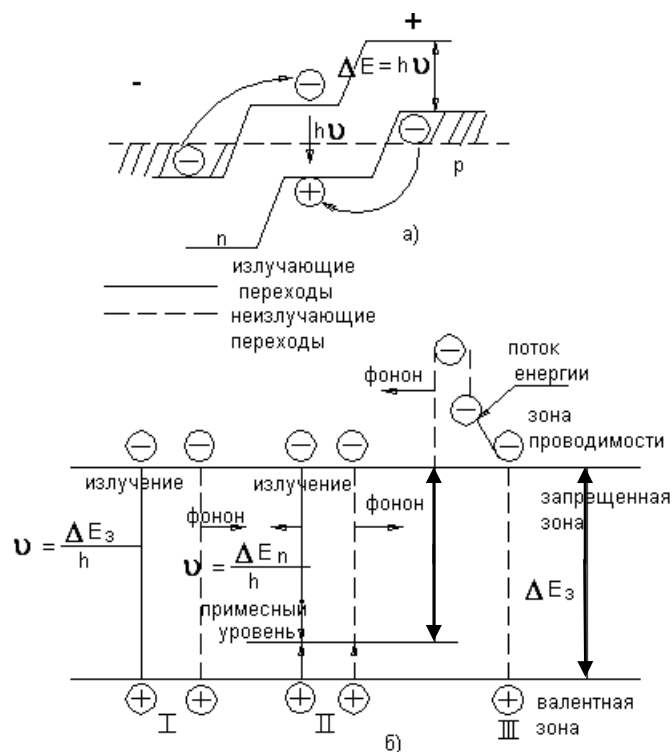 +
-
ΔE = hυ
hυ
p
n
а)
излучающие
переходы
неизлучающие
переходы
фонон
поток
энергии
зона
проводимости
излучение
излучение
запрещенная
зона
фонон
фонон
υ = ΔEз
h
υ = ΔEn
h
ΔEз
примесный
уровень
I
II
III
валентная
зона
б)